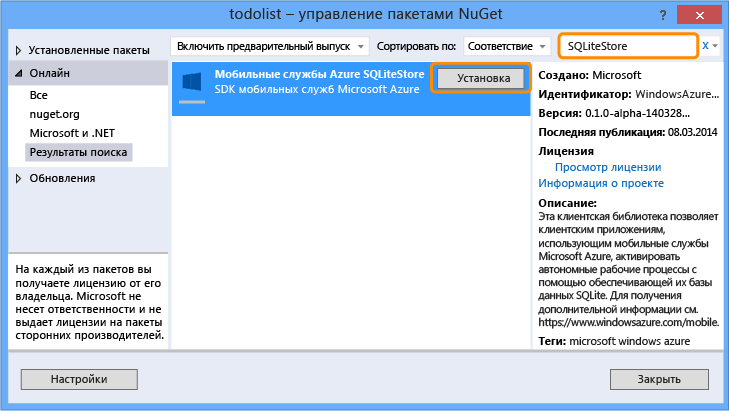 todolist – управление пакетами NuGet
?
Установленные пакеты
Онлайн
Все
nuget.org
Microsoft и .NET
Результаты поиска
Обновления
На каждый из пакетов вы
получаете лицензию от его
владельца. Microsoft не
несет ответственности и не
выдает лицензии на пакеты
сторонних производителей.
Включить предварительный выпуск
Сортировать по:
Соответствие
Мобильные службы Azure SQLiteStore
SDK мобильных служб Microsoft Azure
Установка
SQLiteStore
x
Создано: Microsoft
Идентификатор: WindowsAzure...
Версия: 0.1.0-alpha-140328...
Последняя публикация: 08.03.2014
Лицензия
Просмотр лицензии
Информация о проекте
Описание:
Эта клиентская библиотека позволяет
клиентским приложениям,
использующим мобильные службы
Microsoft Azure, активировать
автономные рабочие процессы с
помощью обеспечивающей их базы
данных SQLite. Для получения
дополнительной информации см.
https://www.windowsazure.com/mobile.
Теги: microsoft windows azure
Настройки
Закрыть